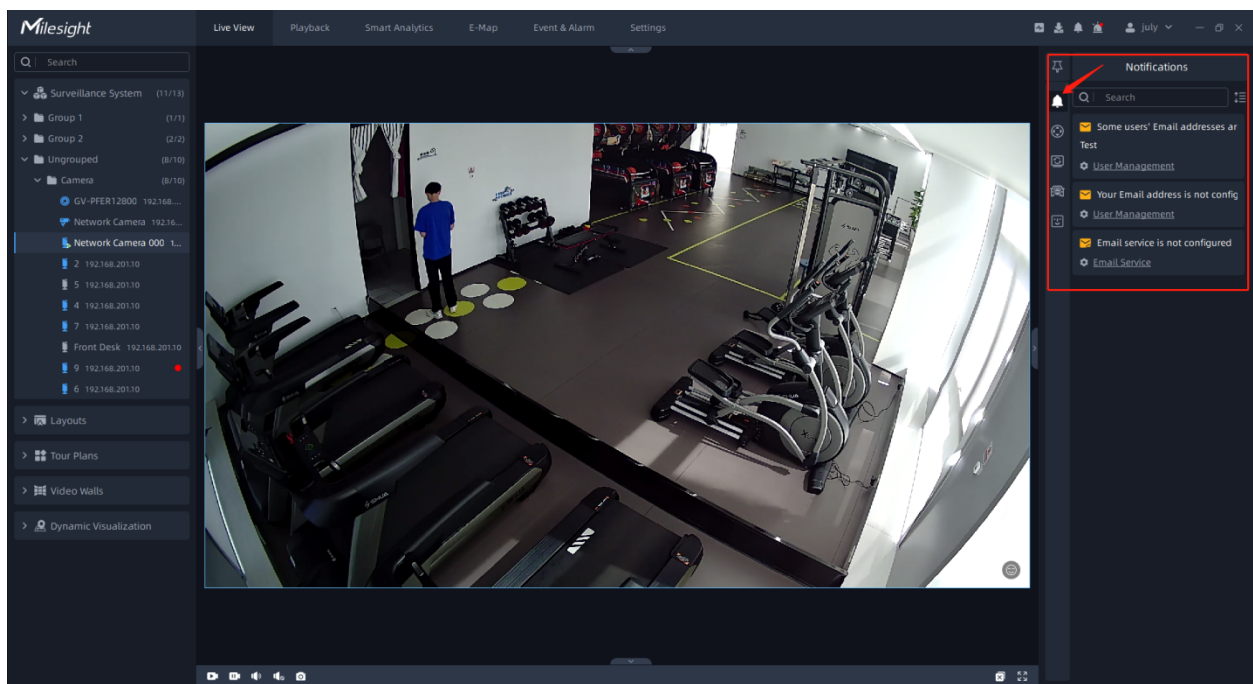 Milesight
Live View
Playback
Smart Analytics
E-Map
Event & Alarm
Settings
july
Search
Surveillance System (11/13)
Group 1 (1/1)
Group 2 (2/2)
Ungrouped (8/10)
Camera (8/10)
GV-PFER12800 192.168....
Network Camera 192.16...
Network Camera 000 1...
2 192.168.201.10
5 192.168.201.10
4 192.168.201.10
7 192.168.201.10
Front Desk 192.168.201.10
9 192.168.201.10
6 192.168.201.10
Layouts
Tour Plans
Video Walls
Dynamic Visualization
Notifications
Search
Some users' Email addresses ar
Test
User Management
Your Email address is not config
User Management
Email service is not configured
Email Service